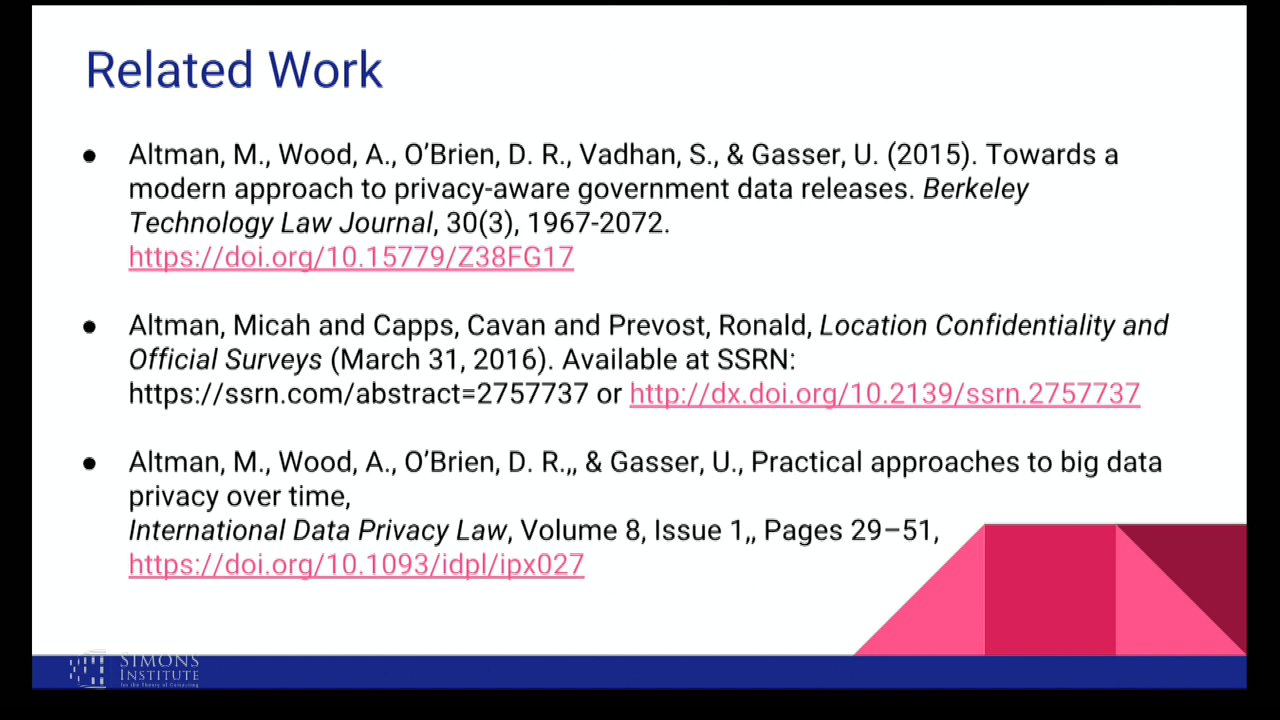 Related Work
● Altman, M., Wood, A., O’Brien, D. R., Vadhan, S., & Gasser, U. (2015). Towards a
modern approach to privacy-aware government data releases. Berkeley
Technology Law Journal, 30(3), 1967-2072.
https://doi.org/10.15779/Z38FG17
● Altman, Micah and Capps, Cavan and Prevost, Ronald, Location Confidentiality and
Official Surveys (March 31, 2016). Available at SSRN:
https://ssrn.com/abstract=2757737 or http://dx.doi.org/10.2139/ssrn.2757737
● Altman, M., Wood, A., O’Brien, D. R.,, & Gasser, U., Practical approaches to big data
privacy over time,
International Data Privacy Law, Volume 8, Issue 1,, Pages 29–51,
https://doi.org/10.1093/idpl/ipx027
SIMONS
INSTITUTE
for the Theory of Computing